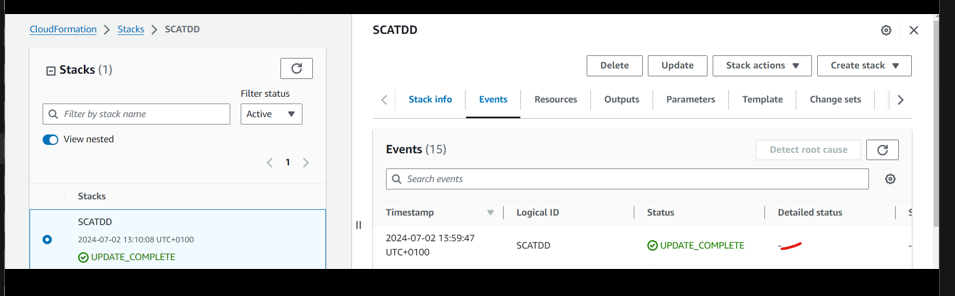 CloudFormation > Stacks > SCATDD
Stacks (1)
Filter by stack name
Filter status
Active
View nested
1
Stacks
SCATDD
2024-07-02 13:10:08 UTC+0100
UPDATE_COMPLETE
SCATDD
Delete
Update
Stack actions
Create stack
Stack info
Events
Resources
Outputs
Parameters
Template
Change sets
Events (15)
Detect root cause
Search events
Timestamp
Logical ID
Status
Detailed status
2024-07-02 13:59:47
UTC+0100
SCATDD
UPDATE_COMPLETE
-
-